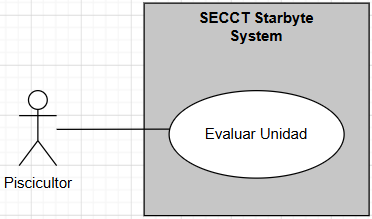 SECCT Starbyte
System
Evaluar Unidad
Piscicultor